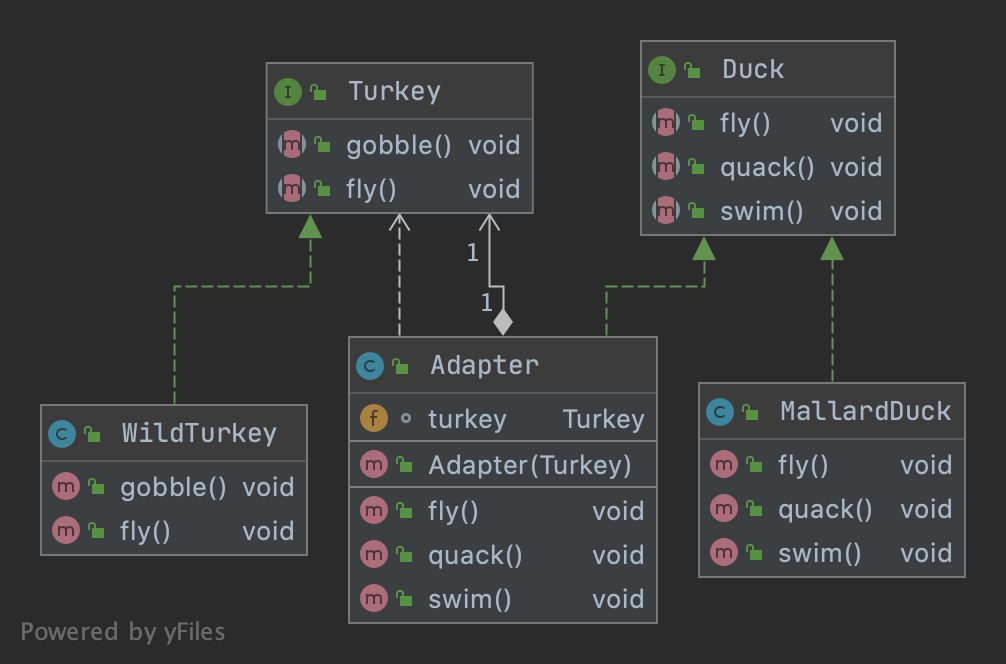 I Turkey
m gobble() void
m fly() void
I Duck
m fly() void
m quack() void
m swim() void
1
1
C WildTurkey
m gobble() void
m fly() void
C Adapter
f turkey Turkey
m Adapter(Turkey)
m fly() void
m quack() void
m swim() void
C MallardDuck
m fly() void
m quack() void
m swim() void
Powered by yFiles